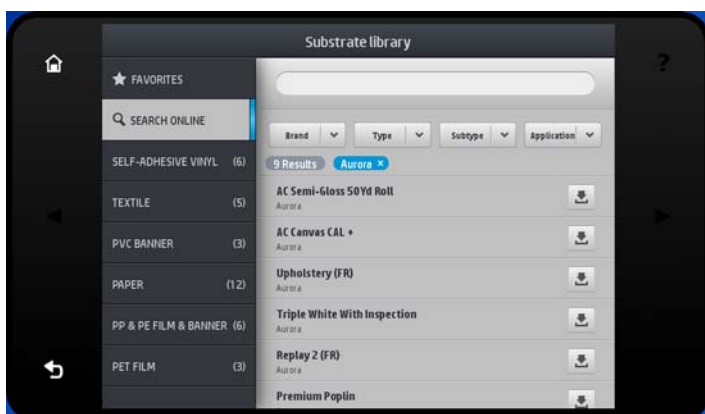 Substrate library
?
FAVORITES
SEARCH ONLINE
SELF-ADHESIVE VINYL (6)
TEXTILE (5)
PVC BANNER (3)
PAPER (12)
PP & PE FILM & BANNER (6)
PET FILM (3)
Brand Type Subtype Application
9 Results Aurora ×
AC Semi-Gloss 50Yd Roll
Aurora
AC Canvas CAL +
Aurora
Upholstery (FR)
Aurora
Triple White With Inspection
Aurora
Replay 2 (FR)
Aurora
Premium Poplin